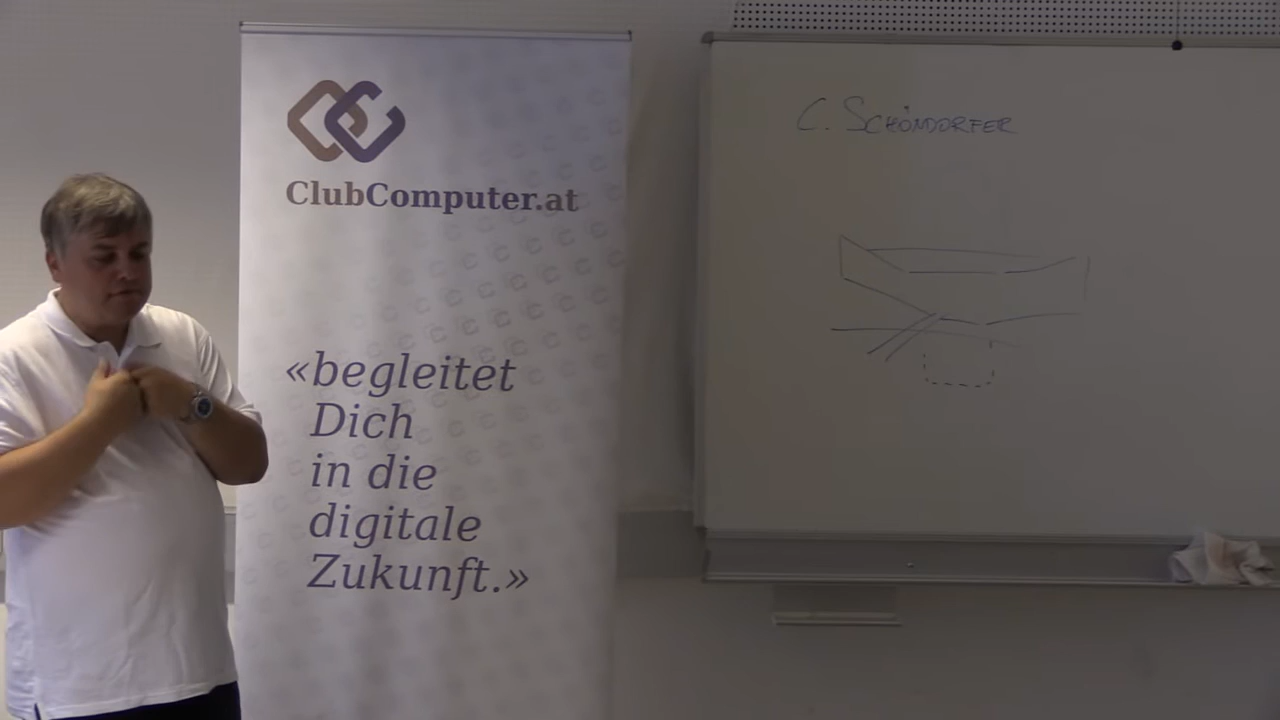 ClubComputer.at
«begleitet
Dich
in die
digitale
Zukunft.»
C. SCHÖNDORFER